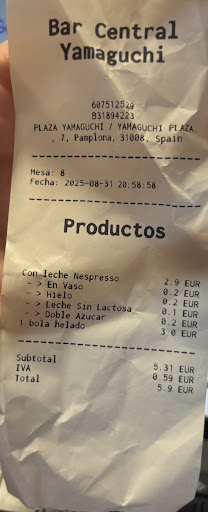 Bar Central
Yamaguchi
607512529
B31894223
PLAZA YAMAGUCHI / YAMAGUCHI PLAZA
, 7, Pamplona, 31008, Spain
Mesa: 8
Fecha: 2025-08-31 20:58:58
Productos
Con leche Nespresso 2.9 EUR
- > En Vaso 0.2 EUR
- > Hielo 0.2 EUR
- > Leche Sin Lactosa 0.1 EUR
- > Doble Azucar 0.2 EUR
1 bola helado 3.0 EUR
Subtotal 5.31 EUR
IVA 0.59 EUR
Total 5.9 EUR